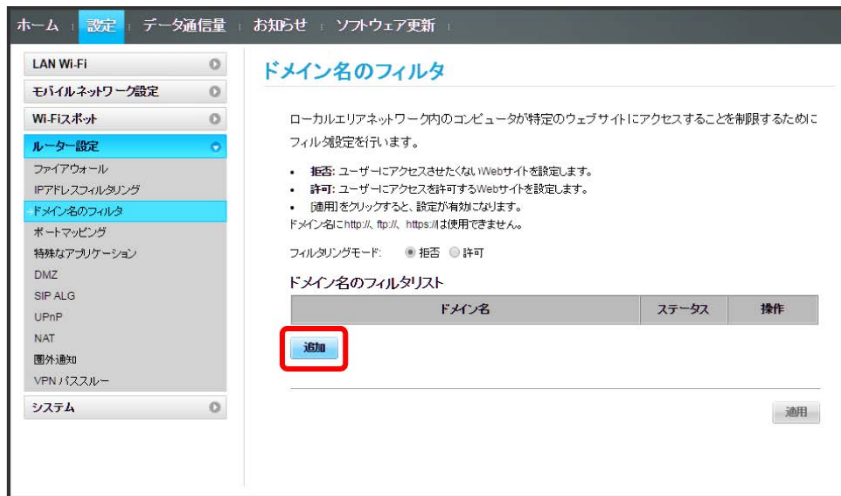 ホーム 設定 データ通信量 お知らせ ソフトウェア更新
LAN Wi-Fi
モバイルネットワーク設定
Wi-Fiスポット
ルーター設定
ファイアウォール
IPアドレスフィルタリング
ドメイン名のフィルタ
ポートマッピング
特殊なアプリケーション
DMZ
SIP ALG
UPnP
NAT
圏外通知
VPN パススルー
システム
ドメイン名のフィルタ
ローカルエリアネットワーク内のコンピュータが特定のウェブサイトにアクセスすることを制限するために
フィルタ設定を行います。
• 拒否: ユーザーにアクセスさせたくないWebサイトを設定します。
• 許可: ユーザーにアクセスを許可するWebサイトを設定します。
• [適用]をクリックすると、設定が有効になります。
ドメイン名にhttp://、ftp://、https://は使用できません。
フィルタリングモード: 拒否 許可
ドメイン名のフィルタリスト
ドメイン名 ステータス 操作
追加
適用